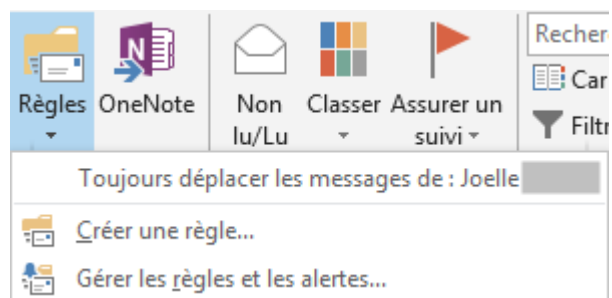 Recher
Règles OneNote Non lu/Lu Classer Assurer un suivi
Car
Filtr
Toujours déplacer les messages de : Joelle
Créer une règle...
Gérer les règles et les alertes...